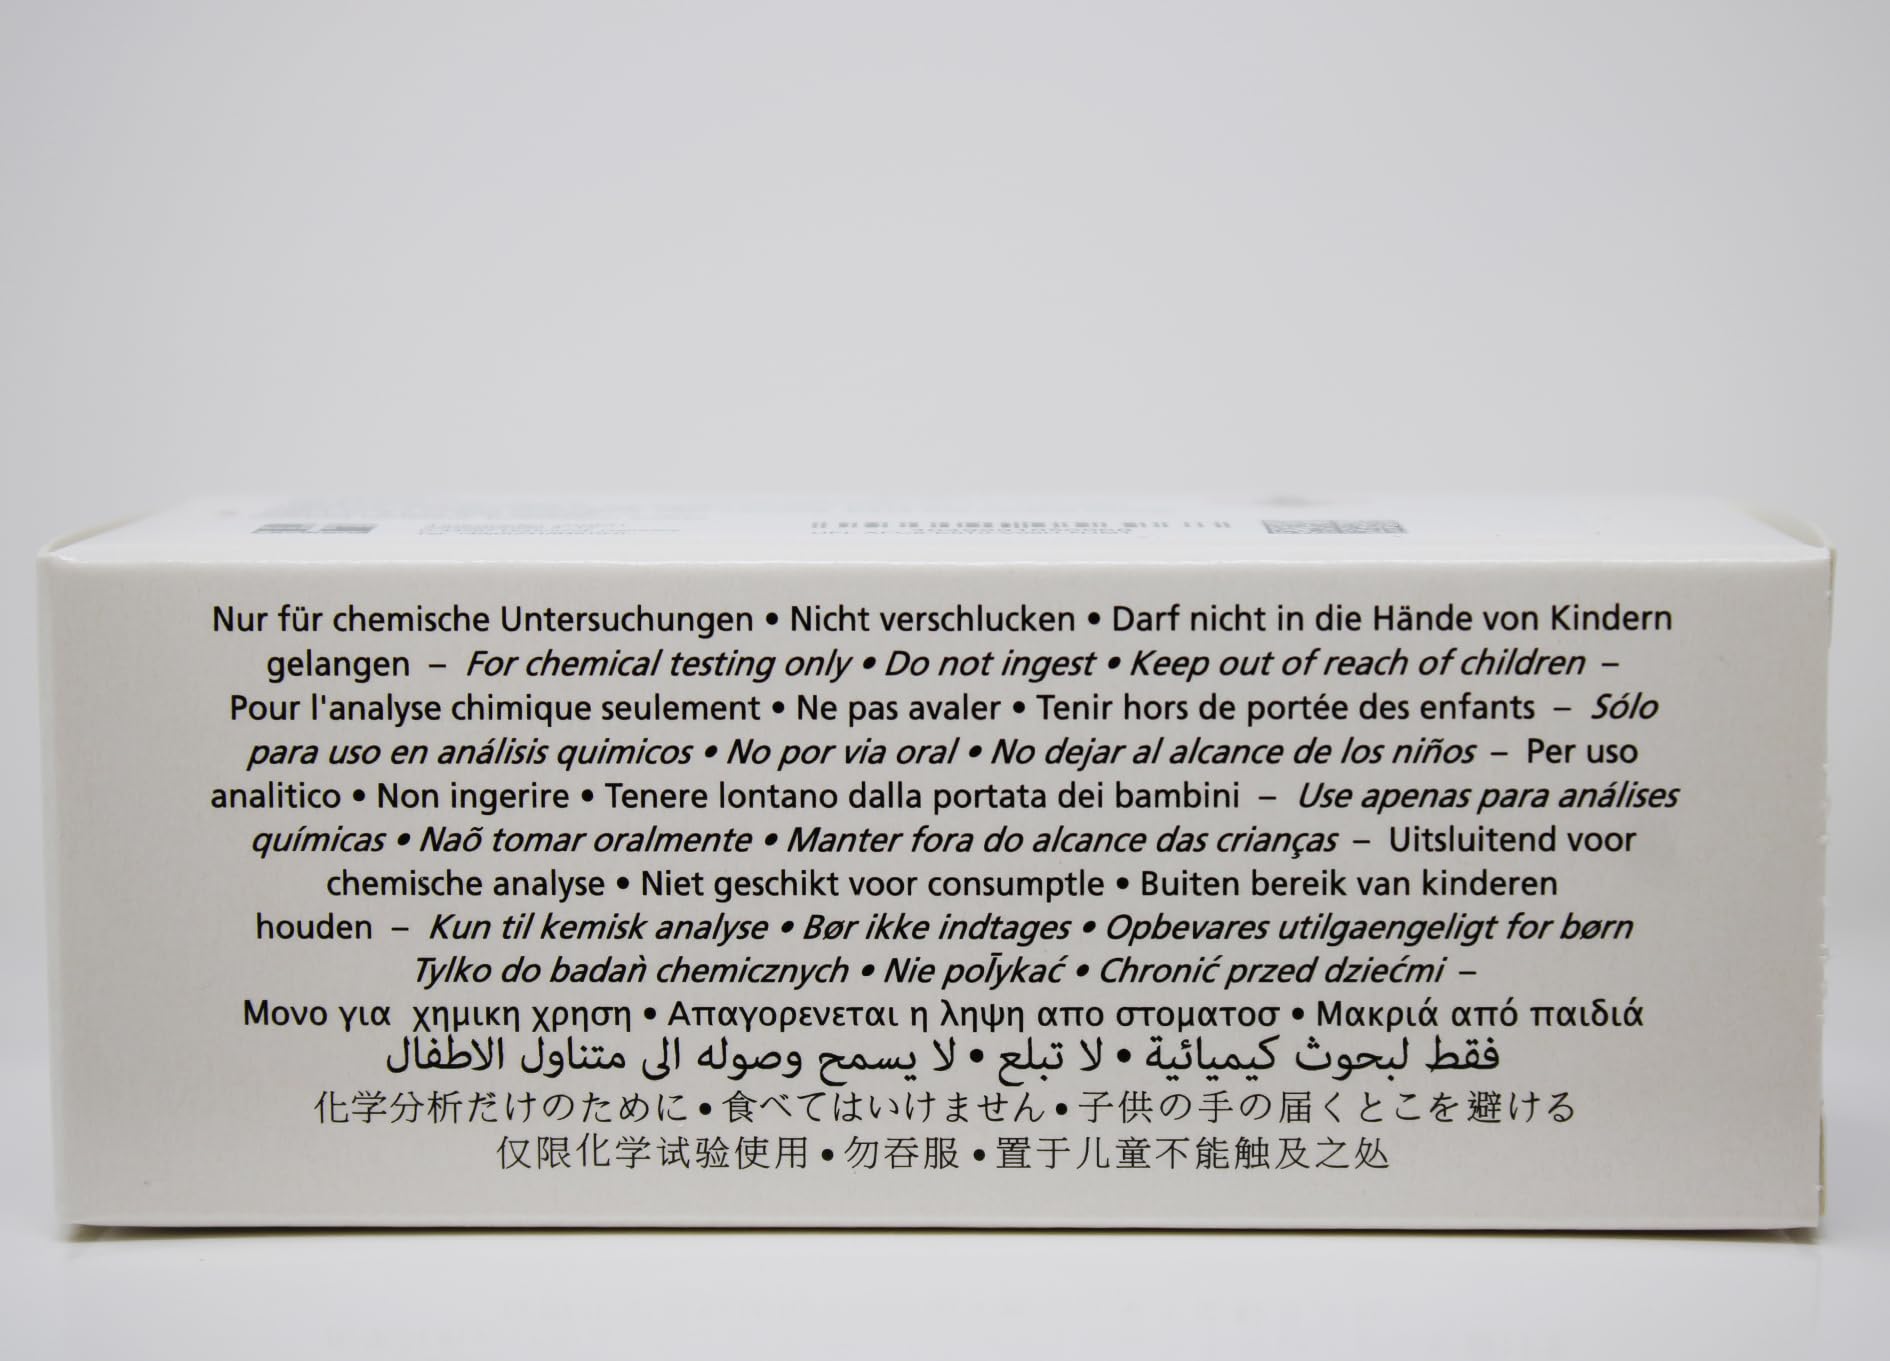 Nur für chemische Untersuchungen • Nicht verschlucken • Darf nicht in die Hände von Kindern
gelangen – For chemical testing only • Do not ingest • Keep out of reach of children –
Pour l'analyse chimique seulement • Ne pas avaler • Tenir hors de portée des enfants – Sólo
para uso en análisis quimicos • No por via oral • No dejar al alcance de los niños – Per uso
analitico • Non ingerire • Tenere lontano dalla portata dei bambini – Use apenas para análises
químicas • Naõ tomar oralmente • Manter fora do alcance das crianças – Uitsluitend voor
chemische analyse • Niet geschikt voor consumptle • Buiten bereik van kinderen
houden – Kun til kemisk analyse • Bør ikke indtages • Opbevares utilgaengeligt for børn
Tylko do badaǹ chemicznych • Nie pol̄ykać • Chronić przed dziećmi –
Μονο για χημικη χρηση • Απαγορενεται η ληψη απο στοματοσ • Μακριά από παιδιά
فقط لبحوث كيميائية • لا تبلع • لا يسمح وصوله الى متناول الاطفال
化学分析だけのために • 食べてはいけません • 子供の手の届くとこを避ける
仅限化学试验使用 • 勿吞服 • 置于儿童不能触及之处